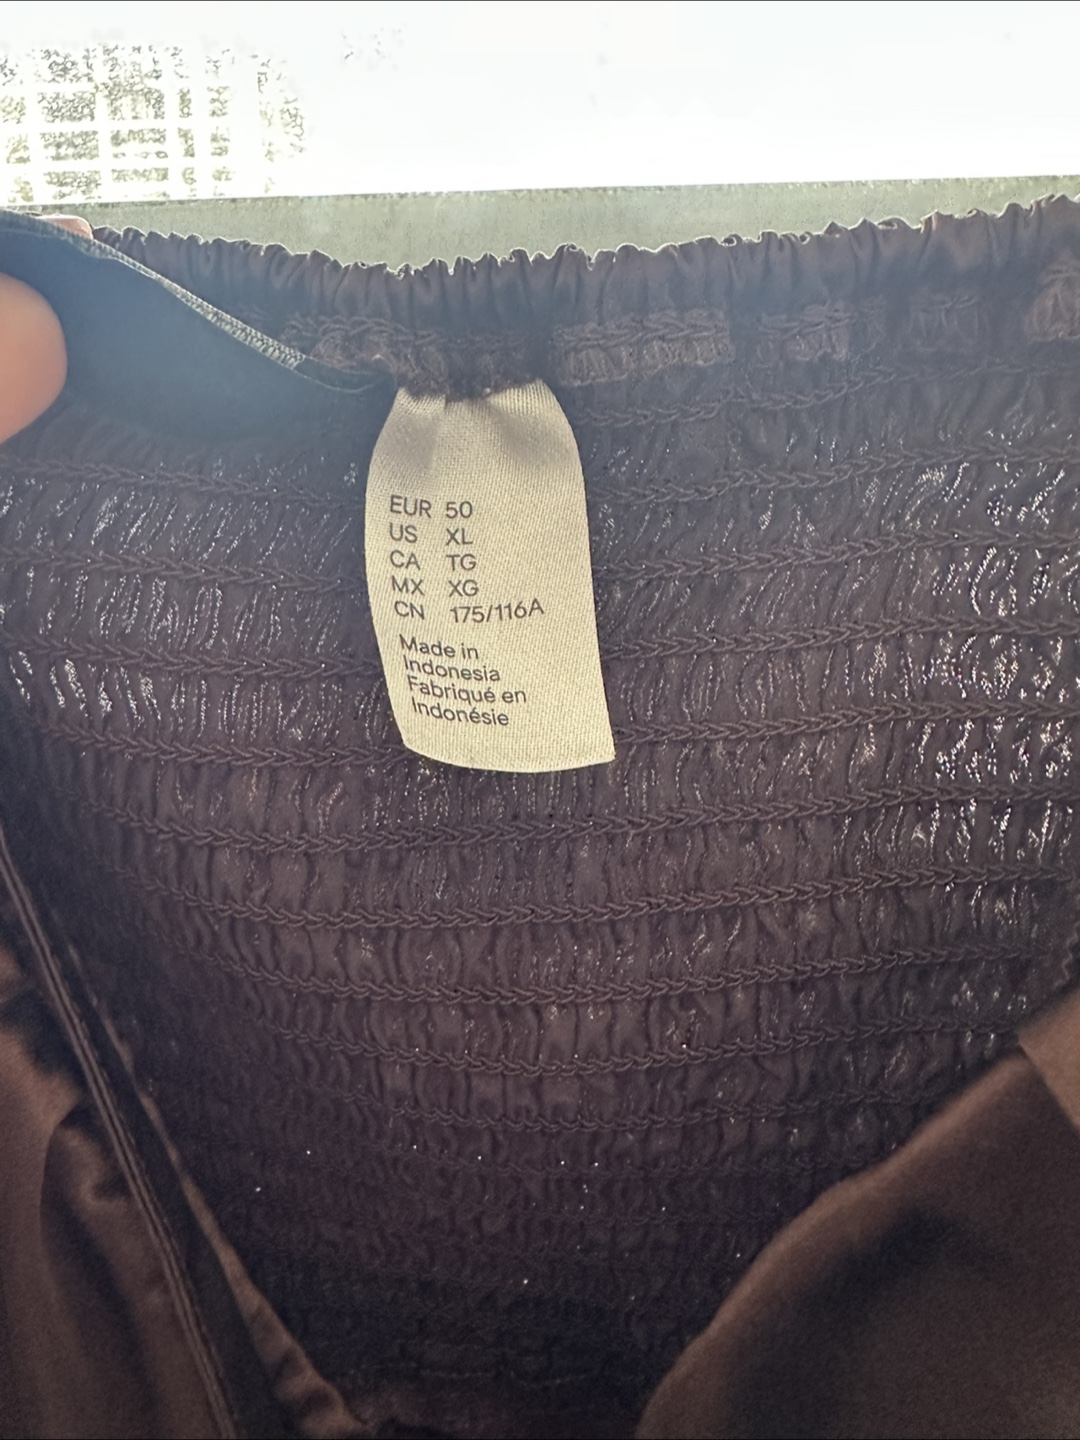 EUR 50
US XL
CA TG
MX XG
CN 175/116A
Made in
Indonesia
Fabriqué en
Indonésie